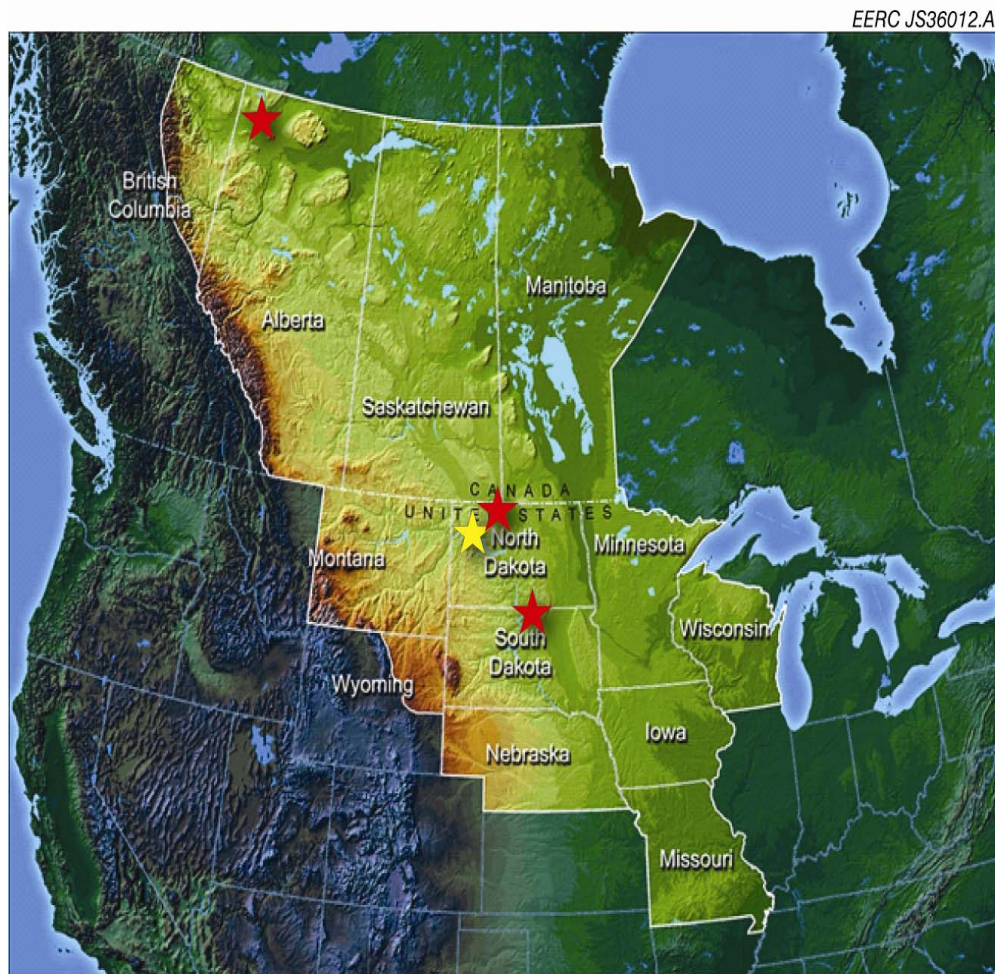 EERC JS36012.A
British
Columbia
Alberta
Manitoba
Saskatchewan
CANADA
UNITED STATES
Montana
North
Dakota
Minnesota
South
Dakota
Wisconsin
Wyoming
Nebraska
Iowa
Missouri